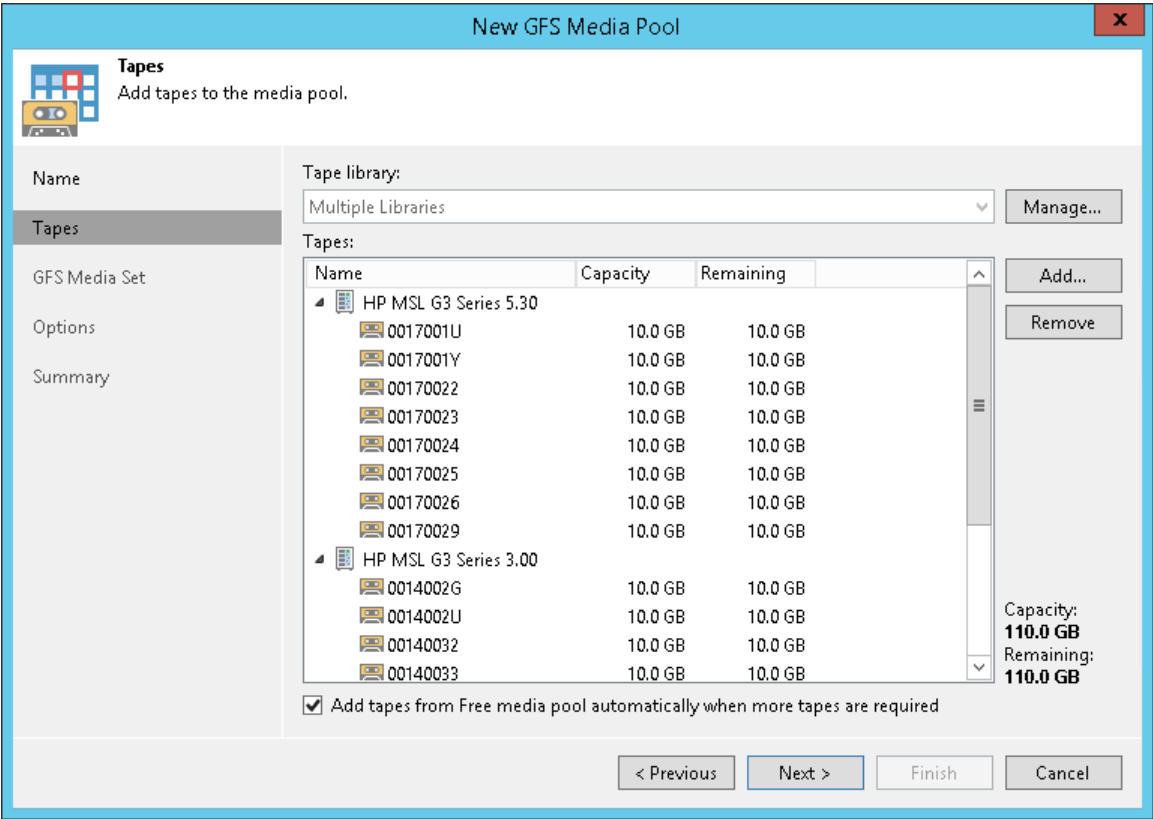 New GFS Media Pool
x
Tapes
Add tapes to the media pool.
Name
Tapes
GFS Media Set
Options
Summary
Tape library:
Multiple Libraries
Manage...
Tapes:
Name Capacity Remaining
HP MSL G3 Series 5.30
0017001U 10.0 GB 10.0 GB
0017001Y 10.0 GB 10.0 GB
00170022 10.0 GB 10.0 GB
00170023 10.0 GB 10.0 GB
00170024 10.0 GB 10.0 GB
00170025 10.0 GB 10.0 GB
00170026 10.0 GB 10.0 GB
00170029 10.0 GB 10.0 GB
HP MSL G3 Series 3.00
0014002G 10.0 GB 10.0 GB
0014002U 10.0 GB 10.0 GB
00140032 10.0 GB 10.0 GB
00140033 10.0 GB 10.0 GB
Add...
Remove
Capacity:
110.0 GB
Remaining:
110.0 GB
Add tapes from Free media pool automatically when more tapes are required
< Previous
Next >
Finish
Cancel